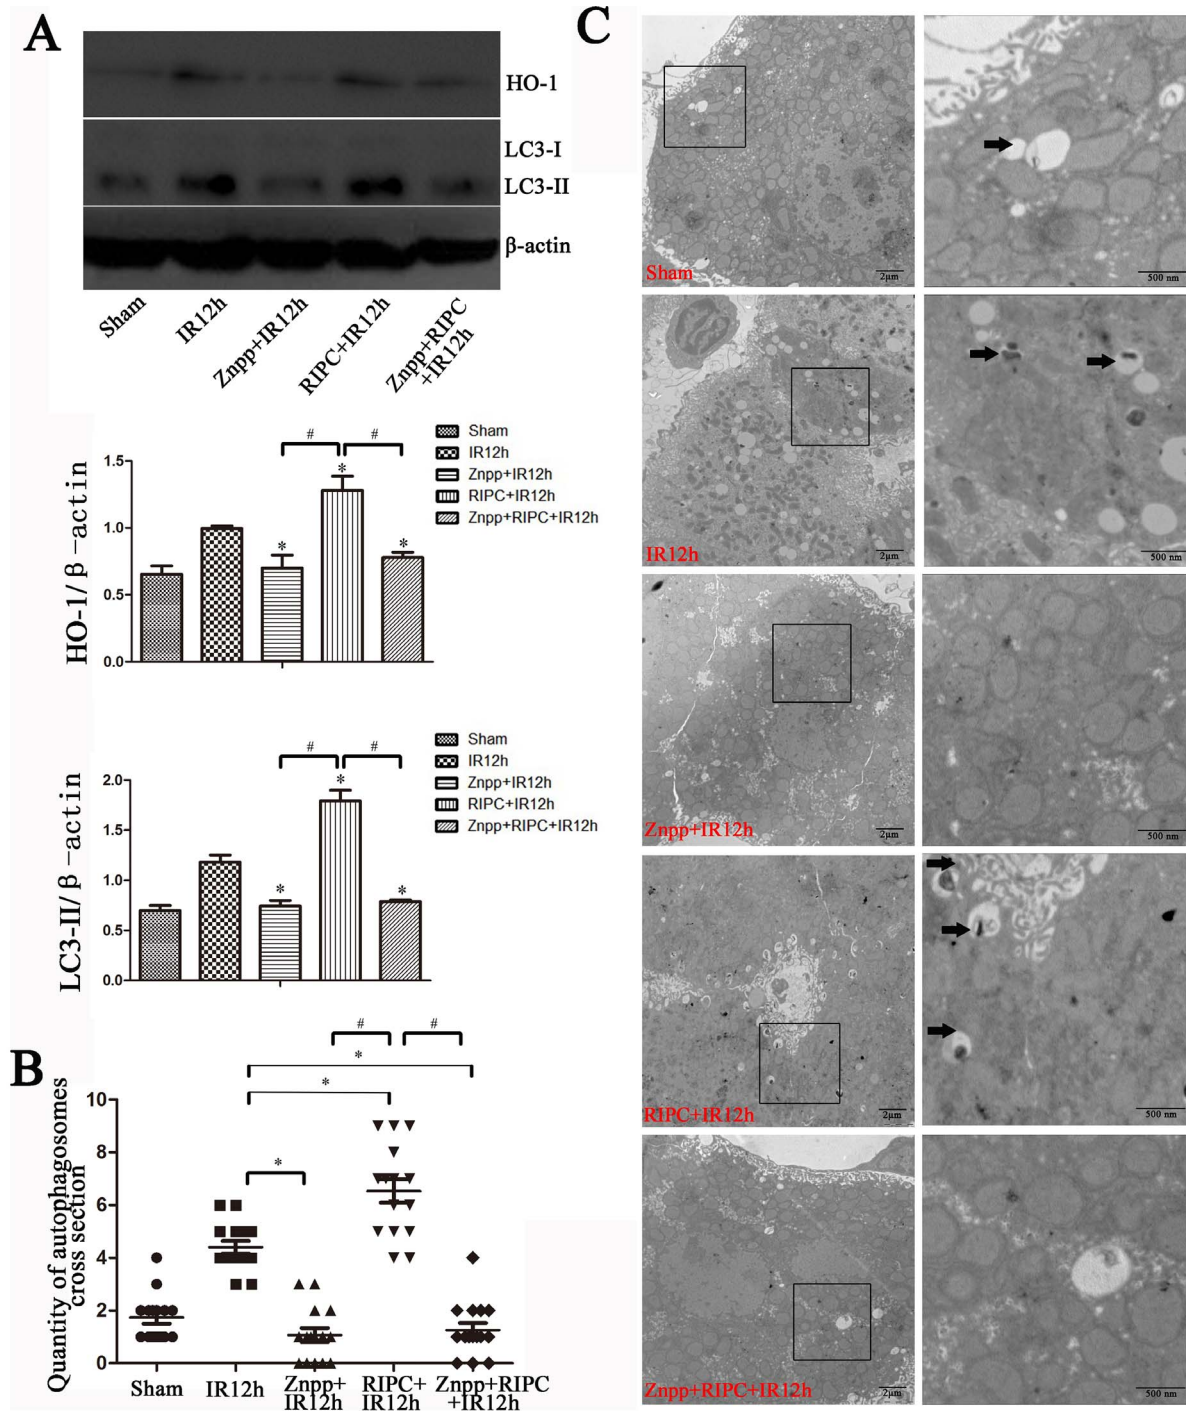 A
HO-1
LC3-I
LC3-II
β-actin
Sham
IR12h
Znpp+IR12h
RIPC+IR12h
Znpp+RIPC
+IR12h
HO-1/β-actin
1.5
1.0
0.5
0.0
#
#
*
*
*
Sham
IR12h
Znpp+IR12h
RIPC+IR12h
Znpp+RIPC+IR12h
LC3-II/β-actin
2.0
1.5
1.0
0.5
0.0
#
#
*
*
*
Sham
IR12h
Znpp+IR12h
RIPC+IR12h
Znpp+RIPC+IR12h
B
Quantity of autophagosomes
cross section
10
8
6
4
2
0
#
#
*
*
*
Sham
IR12h
Znpp+
IR12h
RIPC+
IR12h
Znpp+RIPC
+IR12h
C
Sham
2μm
500 nm
IR12h
2μm
500 nm
Znpp+IR12h
2μm
500 nm
RIPC+IR12h
2μm
500 nm
Znpp+RIPC+IR12h
2μm
500 nm